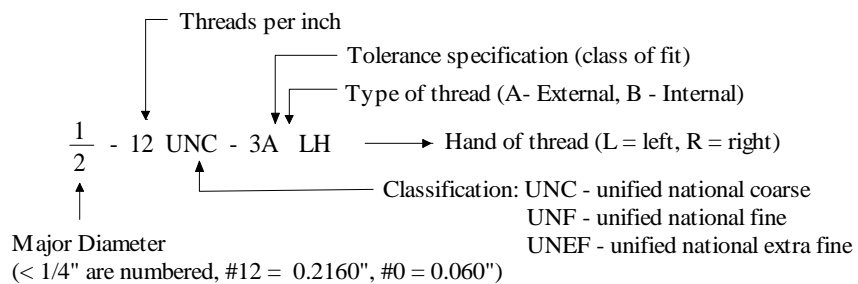 Threads per inch
Tolerance specification (class of fit)
Type of thread (A- External, B - Internal)
1/2 - 12 UNC - 3A LH
Hand of thread (L = left, R = right)
Classification: UNC - unified national coarse
UNF - unified national fine
UNEF - unified national extra fine
Major Diameter
(< 1/4" are numbered, #12 = 0.2160", #0 = 0.060")